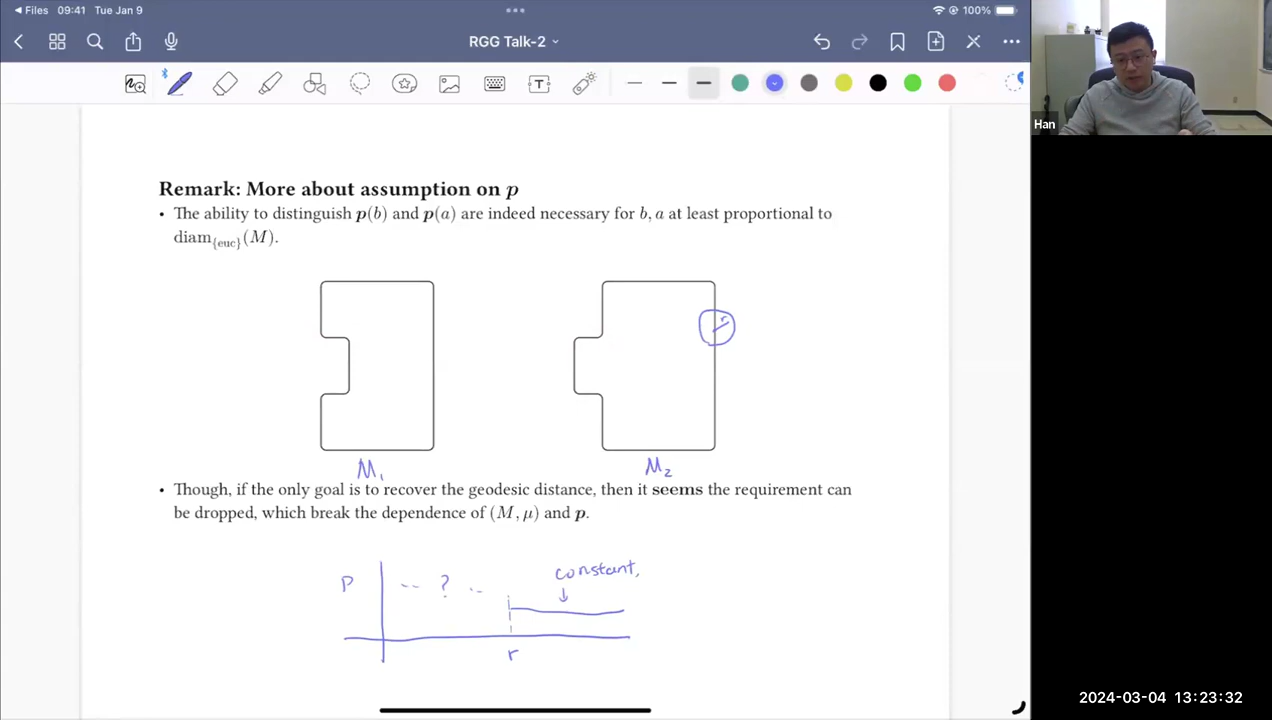 Files 09:41 Tue Jan 9 100%
RGG Talk-2
Han
Remark: More about assumption on p
• The ability to distinguish p(b) and p(a) are indeed necessary for b, a at least proportional to
diam_{euc}(M).
r
M₁ M₂
• Though, if the only goal is to recover the geodesic distance, then it seems the requirement can
be dropped, which break the dependence of (M, μ) and p.
constant,
P -- ? --
r
2024-03-04 13:23:32